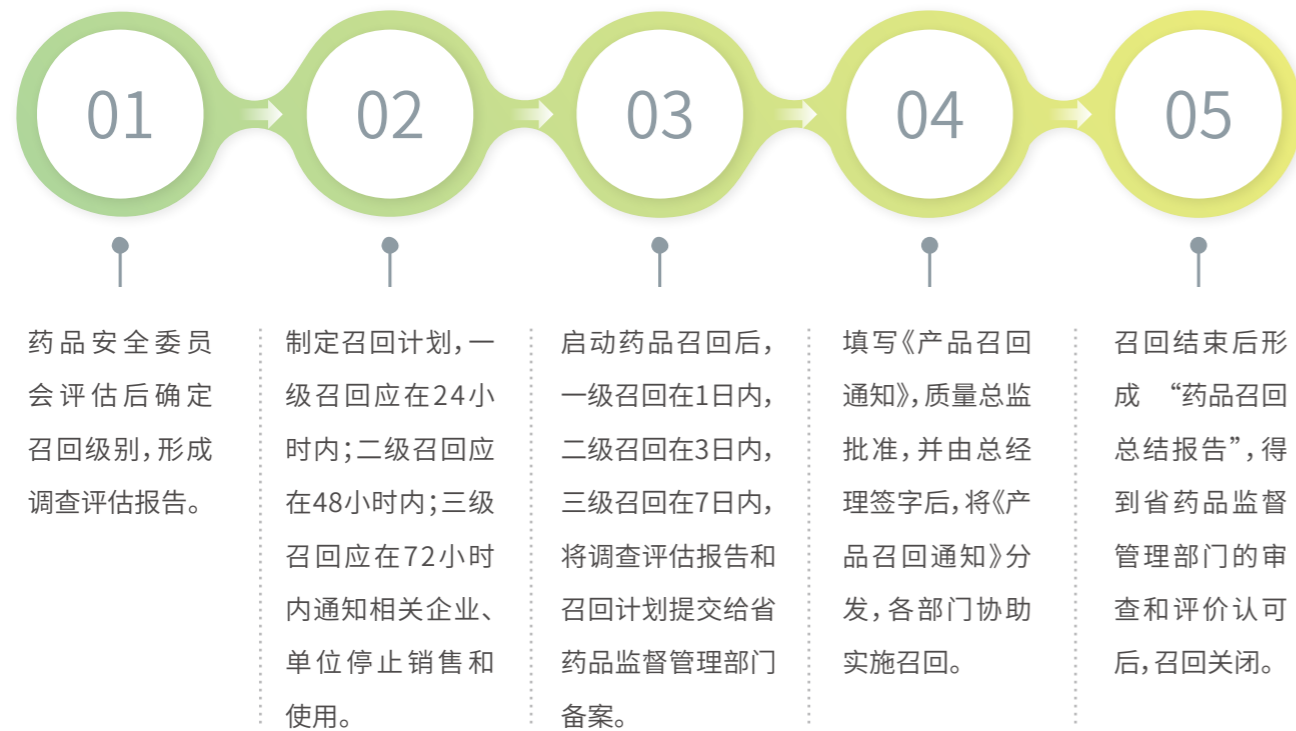 01
02
03
04
05
药品安全委员
会评估后确定
召回级别，形成
调查评估报告。
制定召回计划，一
级召回应在24小
时内；二级召回应
在48小时内；三级
召回应在72小时
内通知相关企业、
单位停止销售和
使用。
启动药品召回后，
一级召回在1日内，
二级召回在3日内，
三级召回在7日内，
将调查评估报告和
召回计划提交给省
药品监督管理部门
备案。
填写《产品召回
通知》，质量总监
批准，并由总经
理签字后，将《产
品召回通知》分
发，各部门协助
实施召回。
召回结束后形
成 “药品召回
总结报告”，得
到省药品监督
管理部门的审
查和评价认可
后，召回关闭。